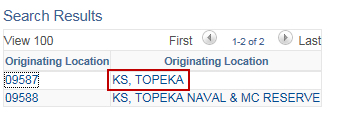 Search Results
View 100 First 1-2 of 2 Last
Originating Location Originating Location
09587 KS, TOPEKA
09588 KS, TOPEKA NAVAL & MC RESERVE